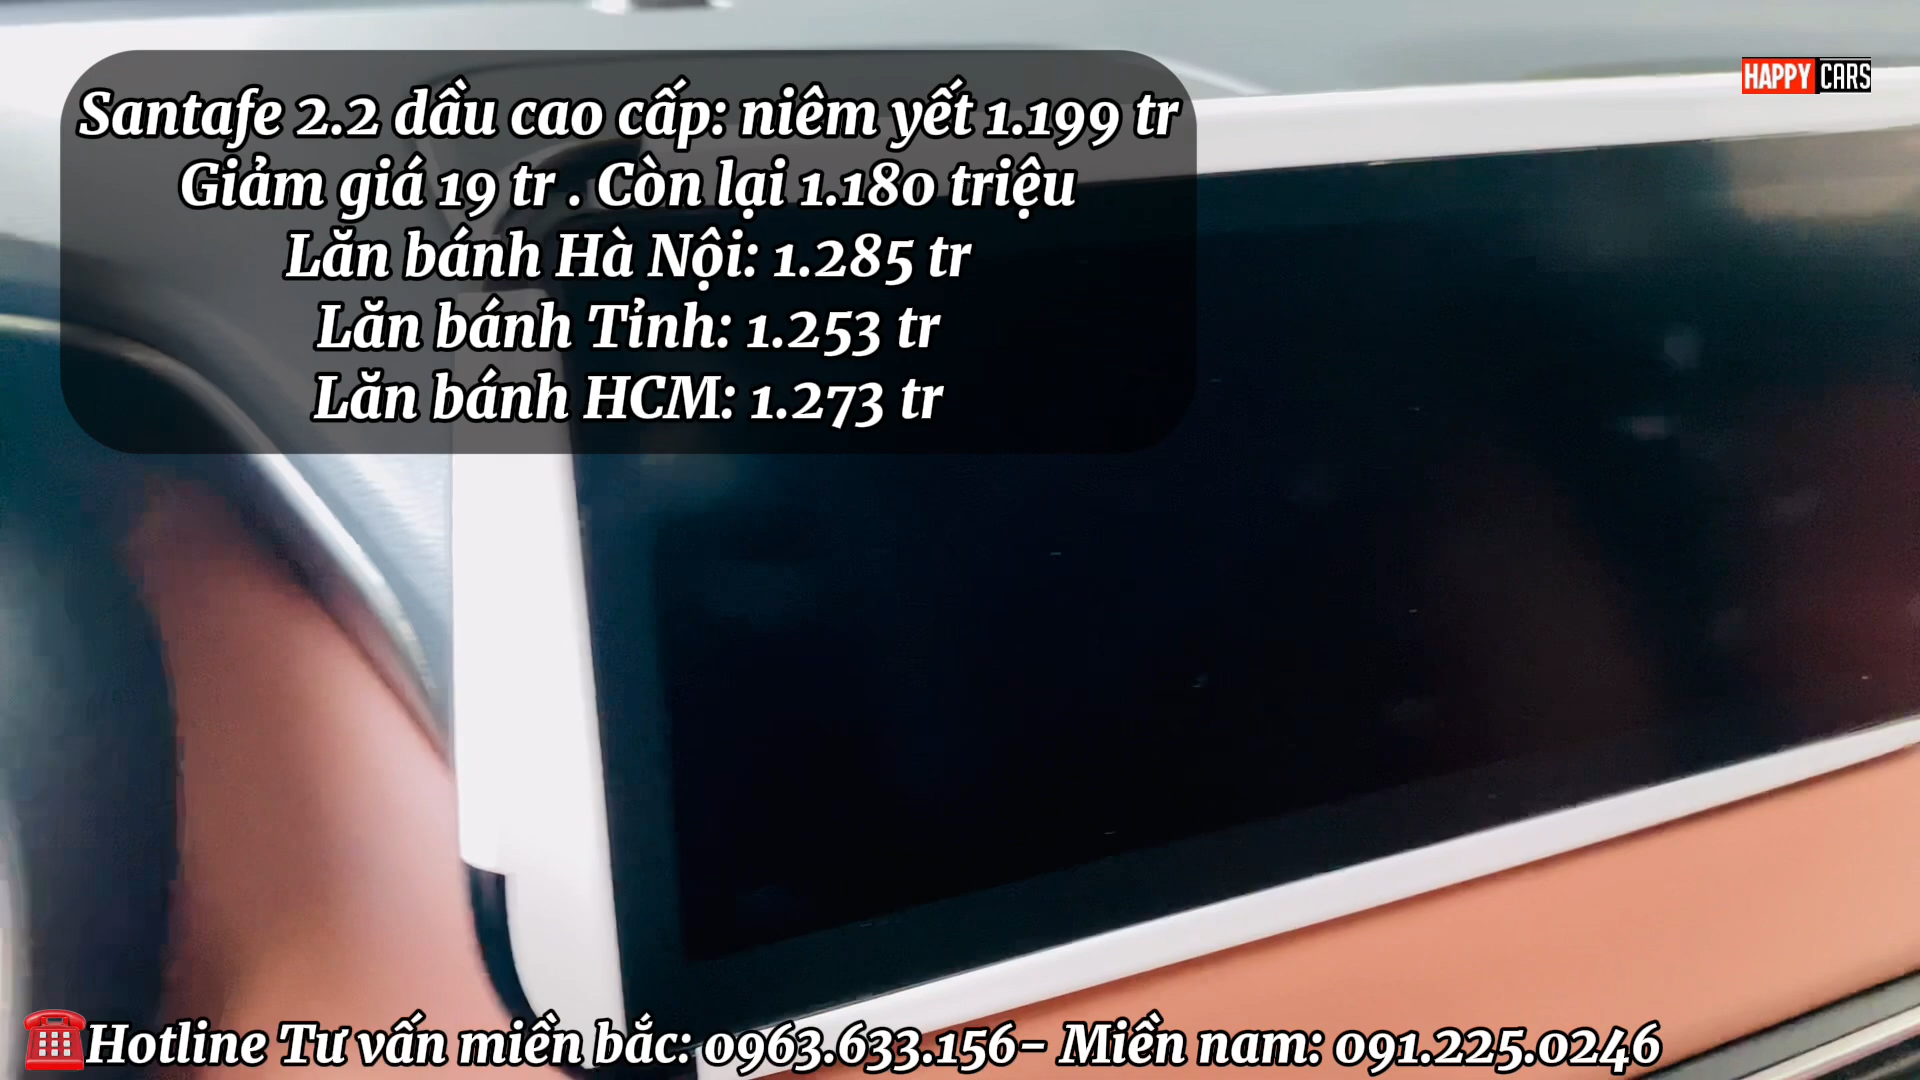 HAPPY CARS
Santafe 2.2 dầu cao cấp: niêm yết 1.199 tr
Giảm giá 19 tr . Còn lại 1.180 triệu
Lăn bánh Hà Nội: 1.285 tr
Lăn bánh Tỉnh: 1.253 tr
Lăn bánh HCM: 1.273 tr
Hotline Tư vấn miền bắc: 0963.633.156- Miền nam: 091.225.0246